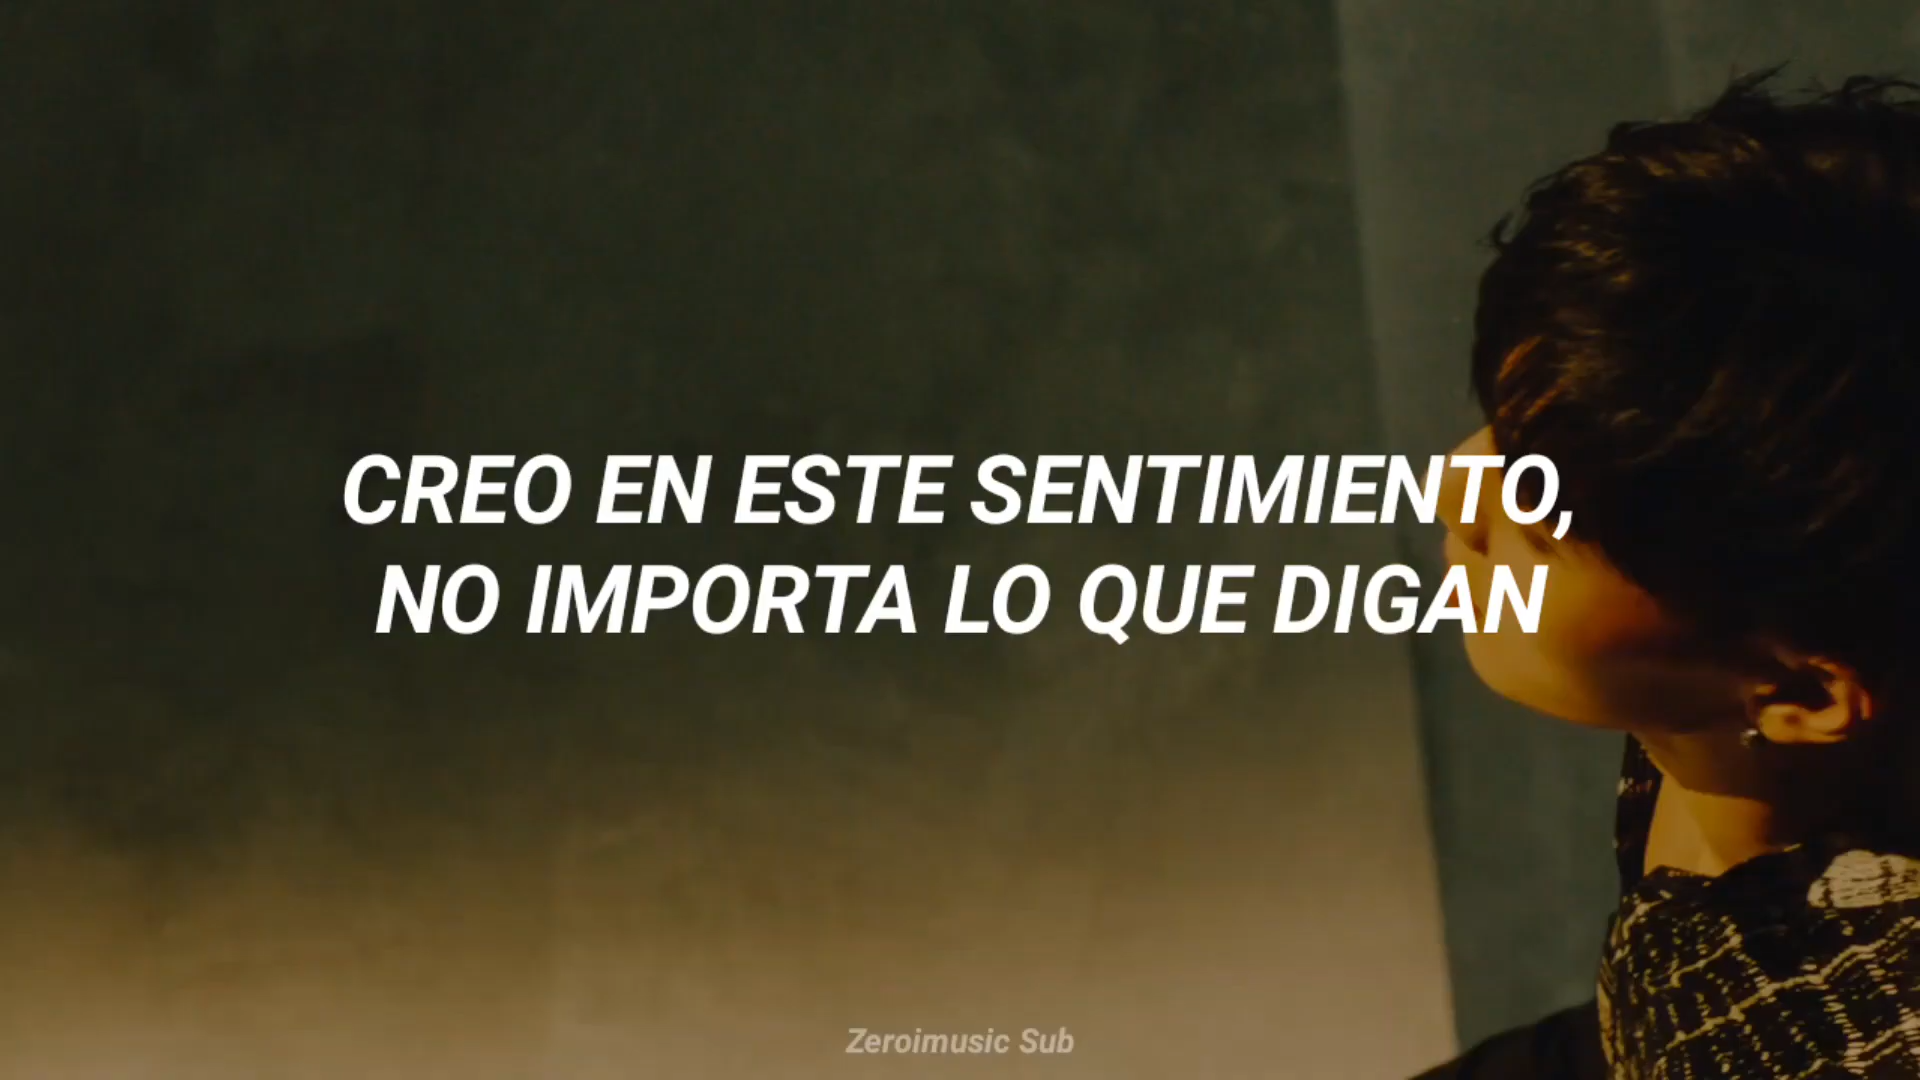 CREO EN ESTE SENTIMIENTO,
NO IMPORTA LO QUE DIGAN
Zeroimusic Sub